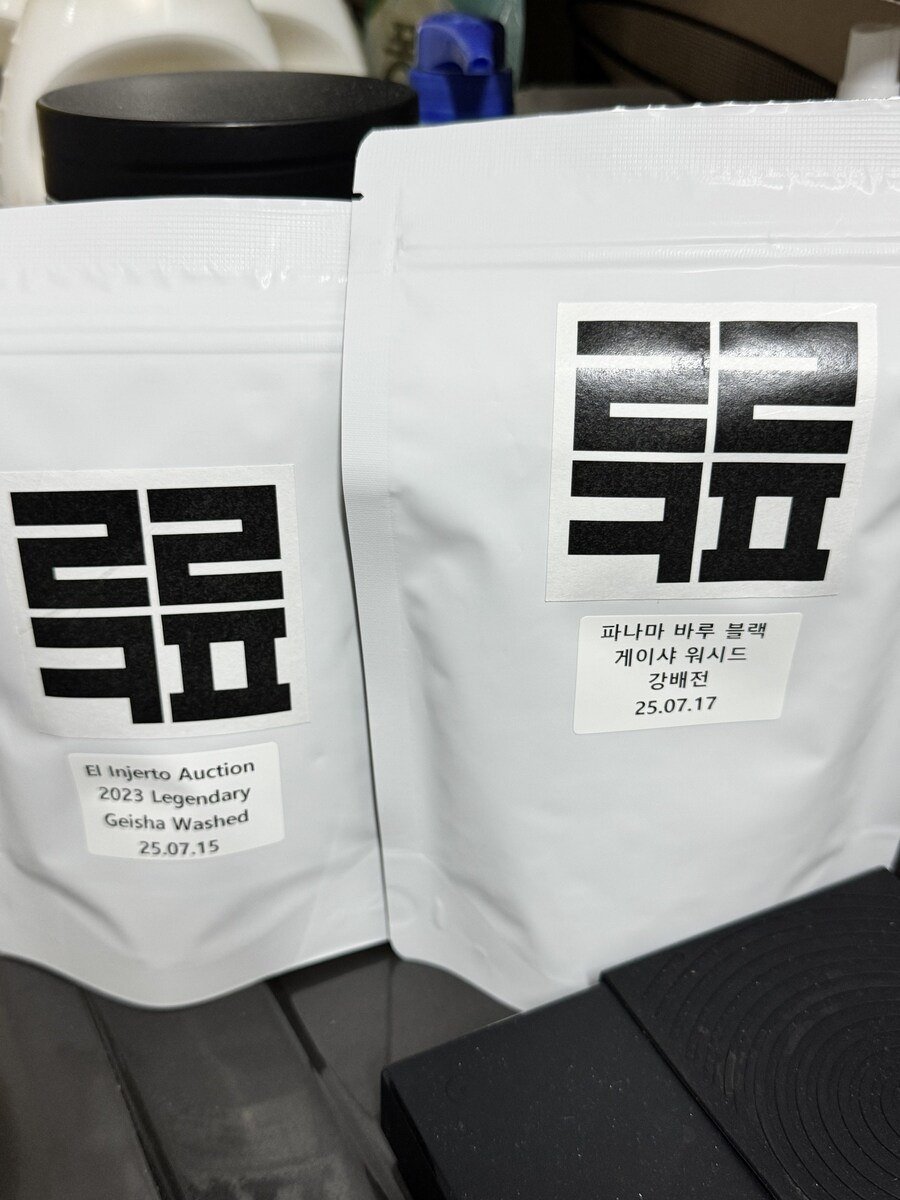 El Injerto Auction
2023 Legendary
Geisha Washed
25.07.15
파나마 바루 블랙
게이샤 워시드
강배전
25.07.17